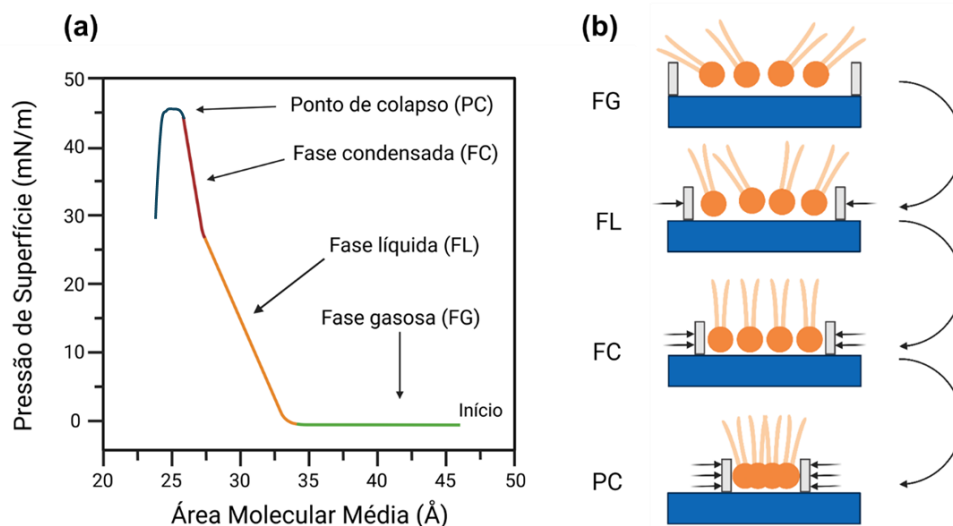 (a)
50
40
30
20
10
0
Pressão de Superfície (mN/m)
Ponto de colapso (PC)
Fase condensada (FC)
Fase líquida (FL)
Fase gasosa (FG)
Início
20 25 30 35 40 45 50
Área Molecular Média (Å)
(b)
FG
FL
FC
PC